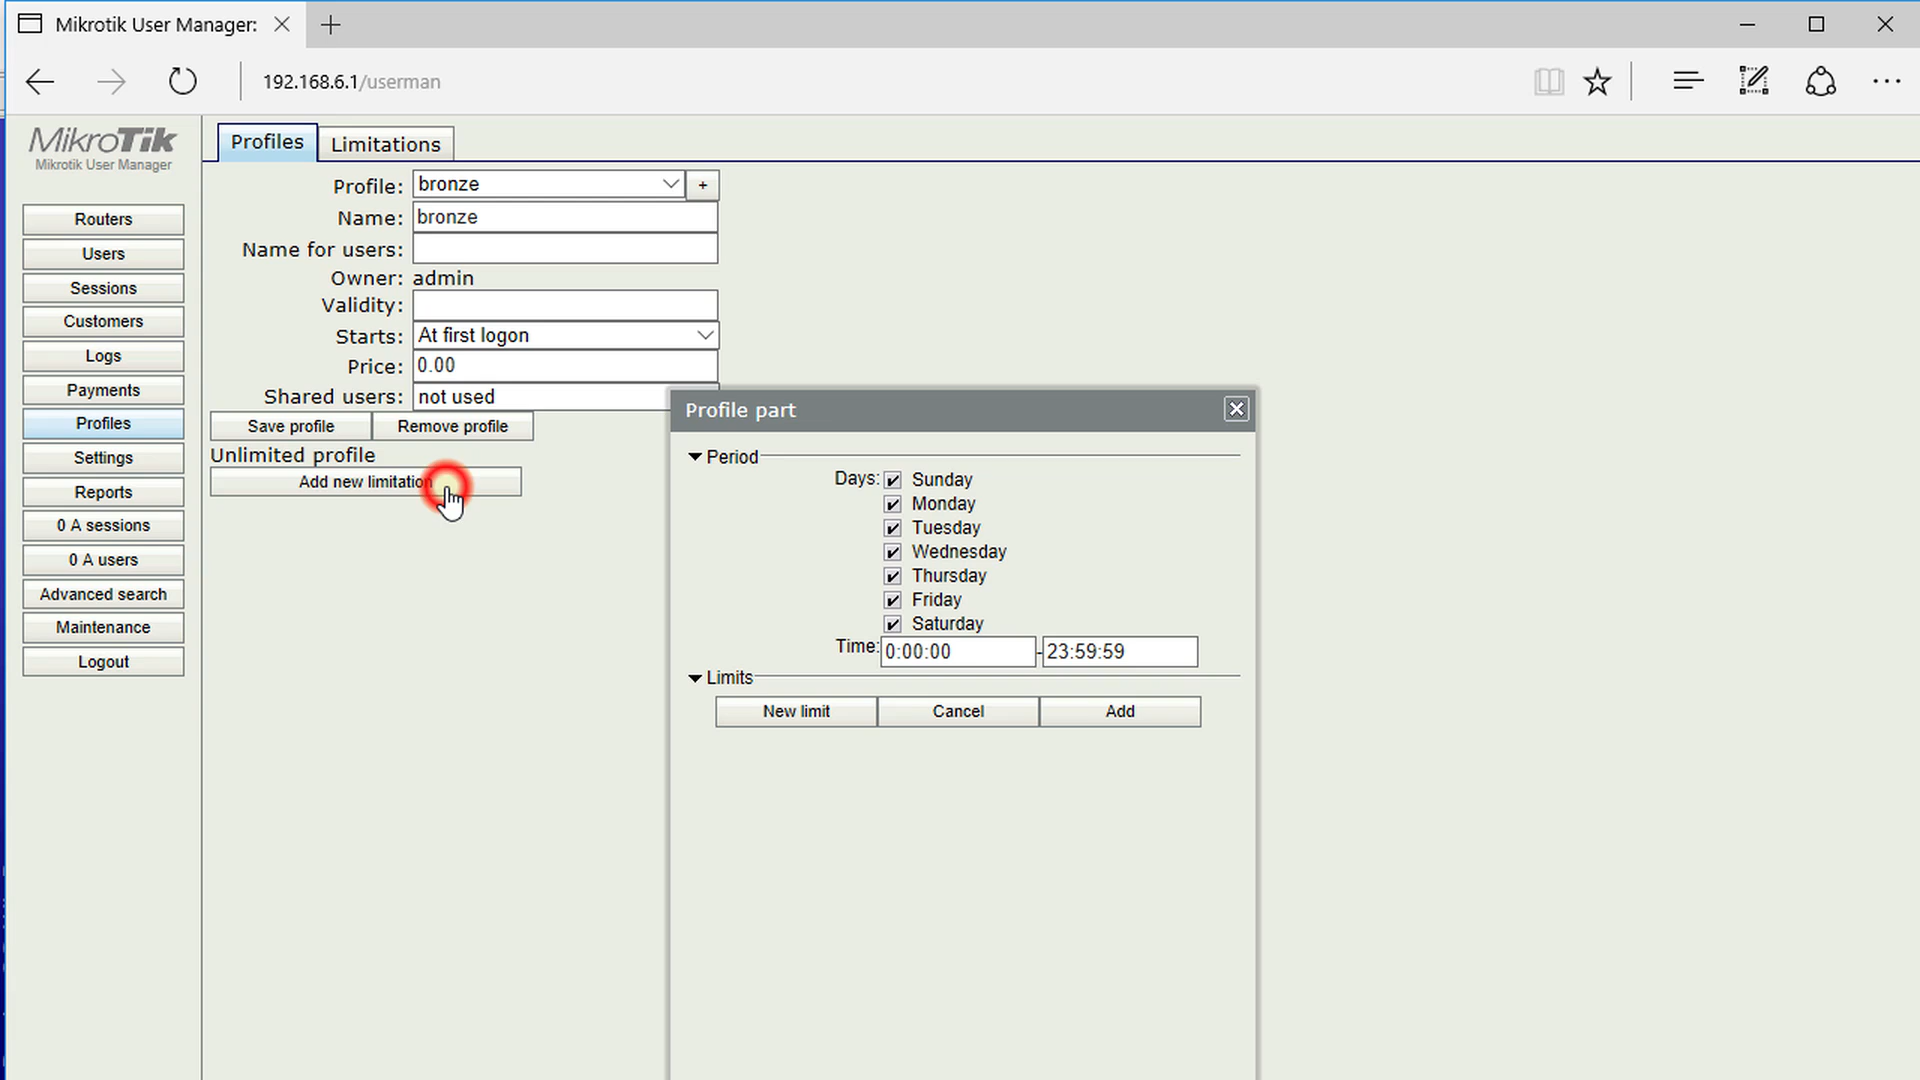 Mikrotik User Manager:
192.168.6.1/userman
MikroTik
Mikrotik User Manager
Routers
Users
Sessions
Customers
Logs
Payments
Profiles
Settings
Reports
0 A sessions
0 A users
Advanced search
Maintenance
Logout
Profiles
Limitations
Profile: bronze +
Name: bronze
Name for users:
Owner: admin
Validity:
Starts: At first logon
Price: 0.00
Shared users: not used
Save profile Remove profile
Unlimited profile
Add new limitation
Profile part
Period
Days: Sunday
Monday
Tuesday
Wednesday
Thursday
Friday
Saturday
Time: 0:00:00 - 23:59:59
Limits
New limit Cancel Add